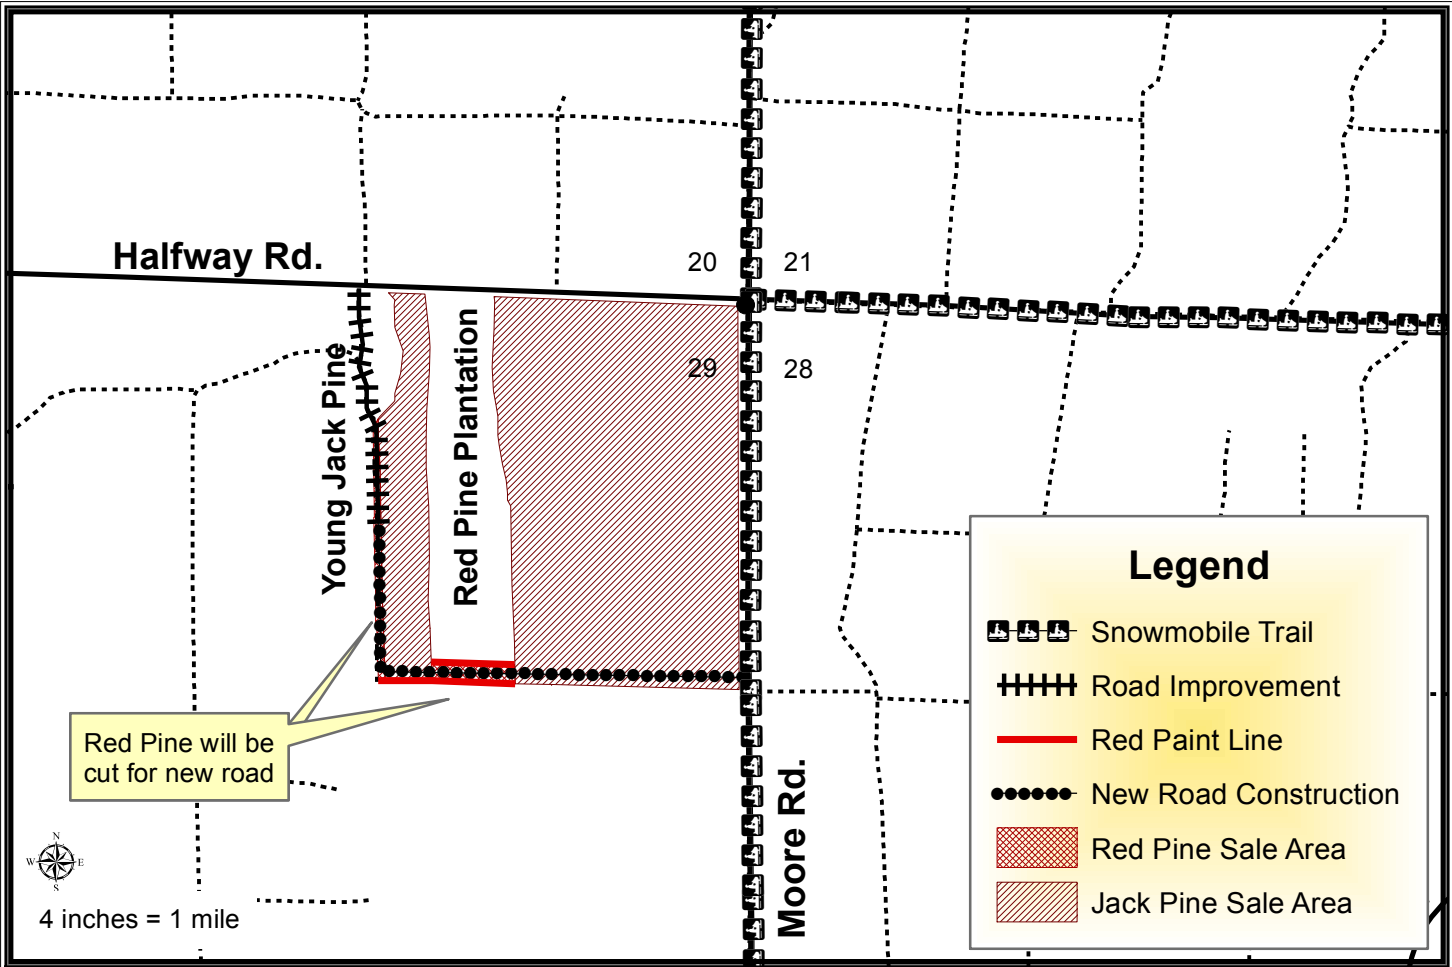 Halfway Rd.
20
21
29
28
Young Jack Pine
Red Pine Plantation
Moore Rd.
Red Pine will be
cut for new road
N
W
E
S
4 inches = 1 mile
Legend
Snowmobile Trail
Road Improvement
Red Paint Line
New Road Construction
Red Pine Sale Area
Jack Pine Sale Area